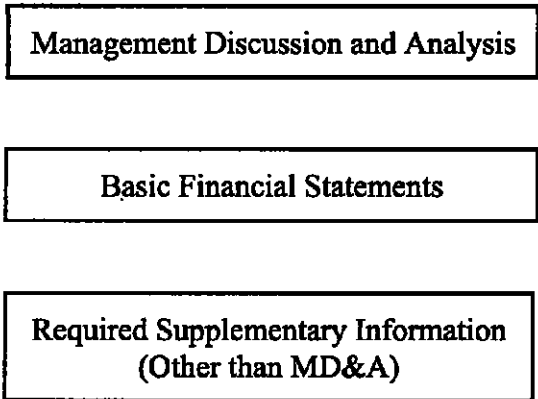 Management Discussion and Analysis
Basic Financial Statements
Required Supplementary Information
(Other than MD&A)